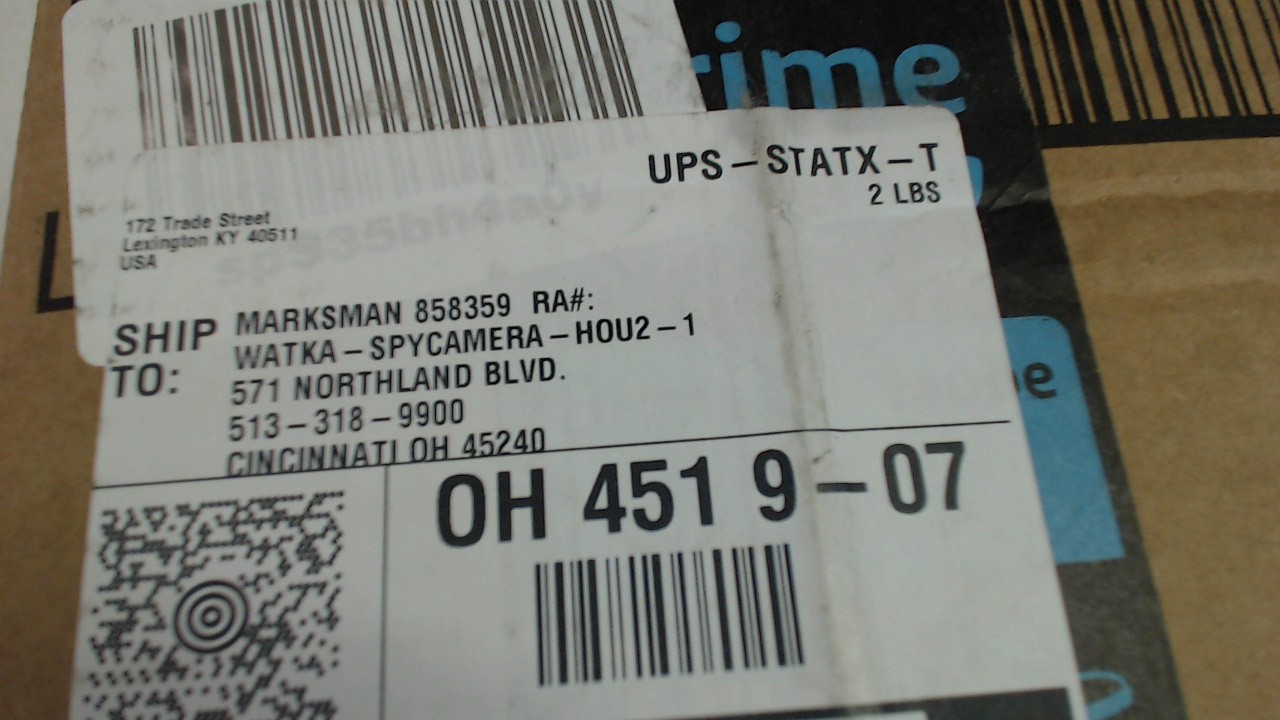 rime
UPS – STATX – T
2 LBS
172 Trade Street
Lexington KY 40511
USA
SHIP TO:
MARKSMAN 858359 RA#:
WATKA – SPYCAMERA – HOU2 – 1
571 NORTHLAND BLVD.
513 – 318 – 9900
CINCINNATI OH 45240
OH 451 9 – 07